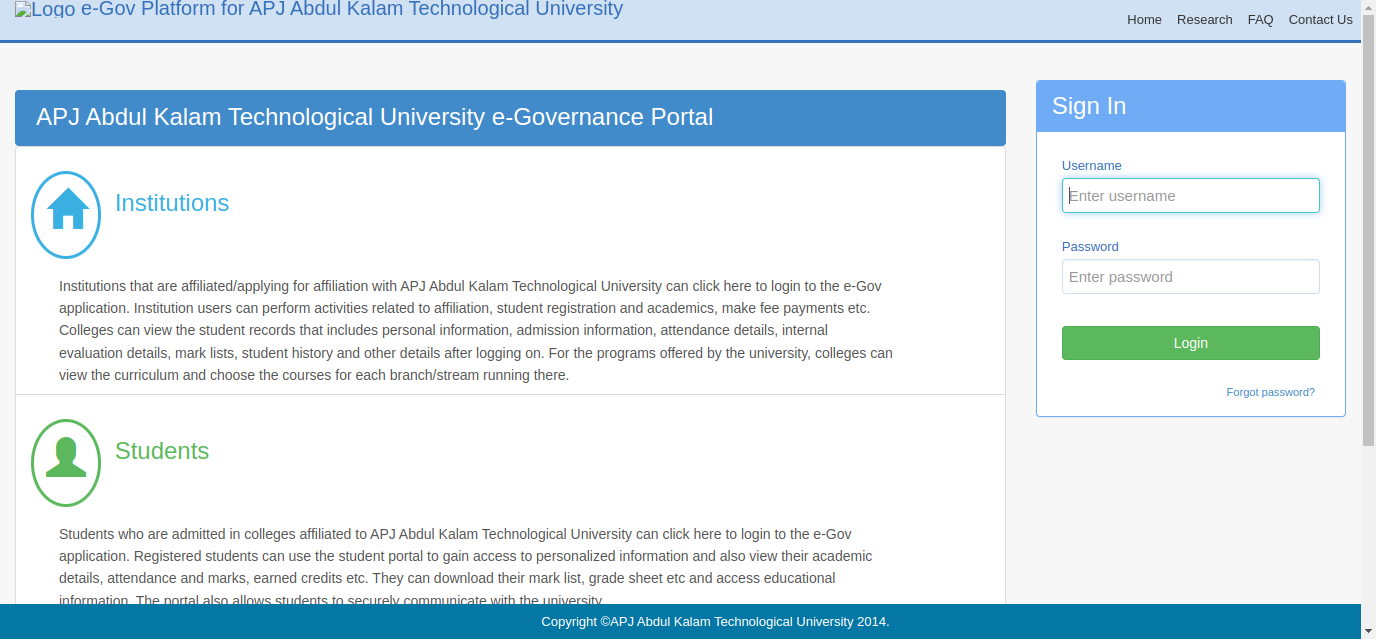 Logo e-Gov Platform for APJ Abdul Kalam Technological University
Home Research FAQ Contact Us
APJ Abdul Kalam Technological University e-Governance Portal
Institutions
Institutions that are affiliated/applying for affiliation with APJ Abdul Kalam Technological University can click here to login to the e-Gov
application. Institution users can perform activities related to affiliation, student registration and academics, make fee payments etc.
Colleges can view the student records that includes personal information, admission information, attendance details, internal
evaluation details, mark lists, student history and other details after logging on. For the programs offered by the university, colleges can
view the curriculum and choose the courses for each branch/stream running there.
Students
Students who are admitted in colleges affiliated to APJ Abdul Kalam Technological University can click here to login to the e-Gov
application. Registered students can use the student portal to gain access to personalized information and also view their academic
details, attendance and marks, earned credits etc. They can download their mark list, grade sheet etc and access educational
information. The portal also allows students to securely communicate with the university.
Sign In
Username
Enter username
Password
Enter password
Login
Forgot password?
Copyright ©APJ Abdul Kalam Technological University 2014.